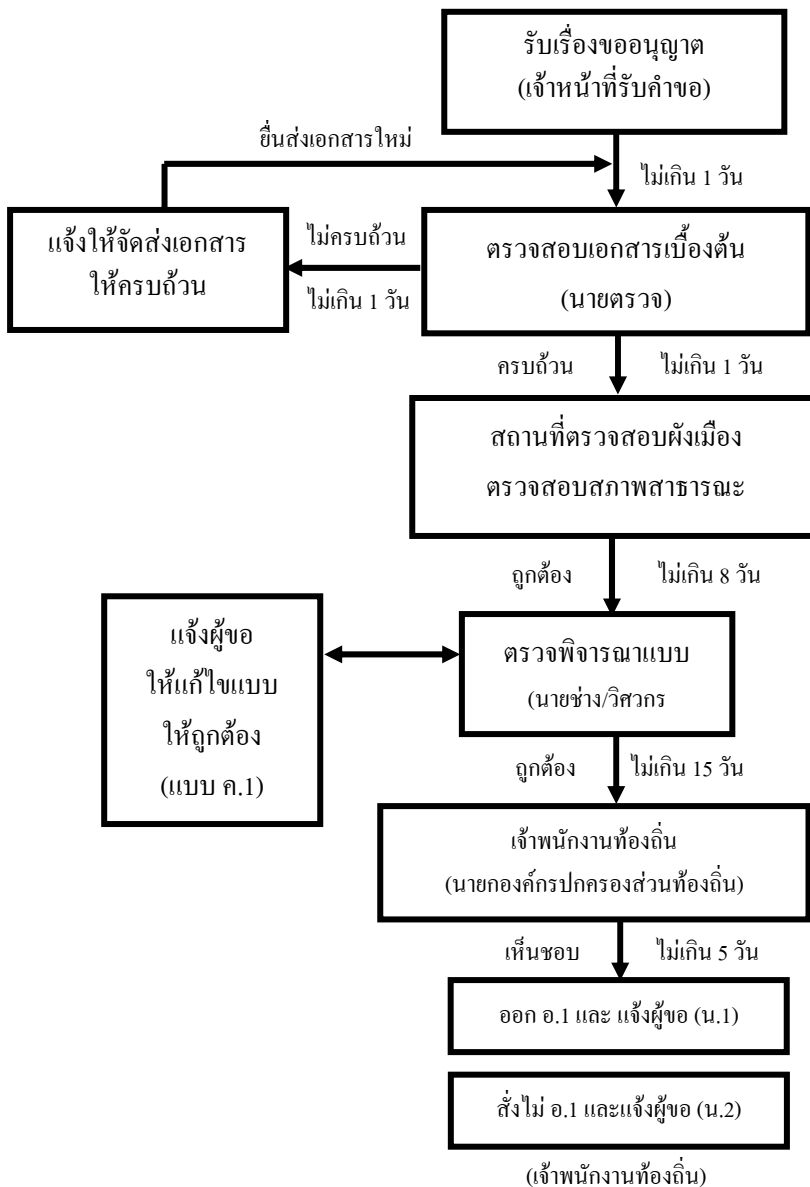 รับเรื่องขออนุญาต
(เจ้าหน้าที่รับคำขอ)
ยื่นส่งเอกสารใหม่
ไม่เกิน 1 วัน
แจ้งให้จัดส่งเอกสาร
ให้ครบถ้วน
ไม่ครบถ้วน
ไม่เกิน 1 วัน
ตรวจสอบเอกสารเบื้องต้น
(นายตรวจ)
ครบถ้วน
ไม่เกิน 1 วัน
สถานที่ตรวจสอบผังเมือง
ตรวจสอบสภาพสาธารณะ
ถูกต้อง
ไม่เกิน 8 วัน
แจ้งผู้ขอ
ให้แก้ไขแบบ
ให้ถูกต้อง
(แบบ ค.1)
ตรวจพิจารณาแบบ
(นายช่าง/วิศวกร
ถูกต้อง
ไม่เกิน 15 วัน
เจ้าพนักงานท้องถิ่น
(นายกองค์กรปกครองส่วนท้องถิ่น)
เห็นชอบ
ไม่เกิน 5 วัน
ออก อ.1 และ แจ้งผู้ขอ (น.1)
สั่งไม่ อ.1 และแจ้งผู้ขอ (น.2)
(เจ้าพนักงานท้องถิ่น)